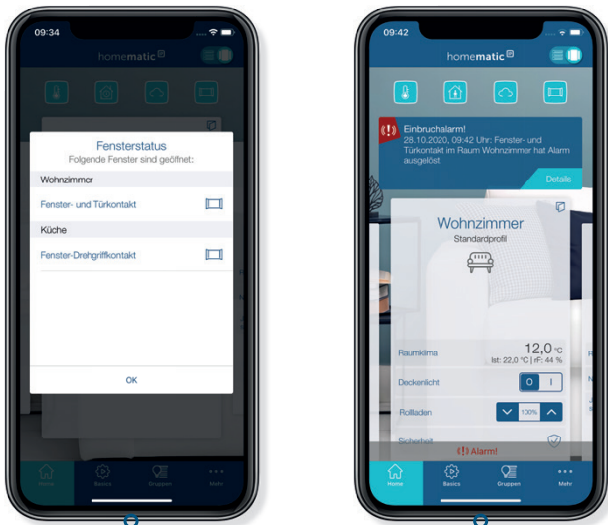 09:34
homematic IP
Fensterstatus
Folgende Fenster sind geöffnet:
Wohnzimmer
Fenster- und Türkontakt
Küche
Fenster-Drehgriffkontakt
OK
Home
Basics
Gruppen
Mehr
09:42
homematic IP
Einbruchalarm!
28.10.2020, 09:42 Uhr: Fenster- und
Türkontakt im Raum Wohnzimmer hat Alarm
ausgelöst
Details
Wohnzimmer
Standardprofil
Raumklima
12,0 °C
Ist: 22,0 °C | rF: 44 %
Deckenlicht
O I
Rollladen
100%
Sicherheit
Alarm!
Home
Basics
Gruppen
Mehr